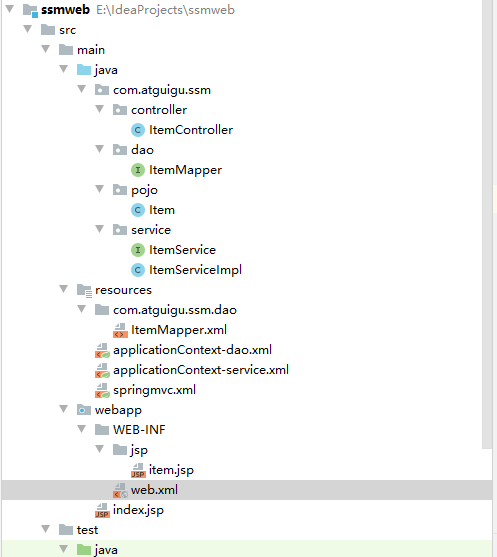 ssmweb E:\IdeaProjects\ssmweb
src
main
java
com.atguigu.ssm
controller
C ItemController
dao
I ItemMapper
pojo
C Item
service
I ItemService
C ItemServiceImpl
resources
com.atguigu.ssm.dao
ItemMapper.xml
applicationContext-dao.xml
applicationContext-service.xml
springmvc.xml
webapp
WEB-INF
jsp
JSP item.jsp
web.xml
JSP index.jsp
test
java